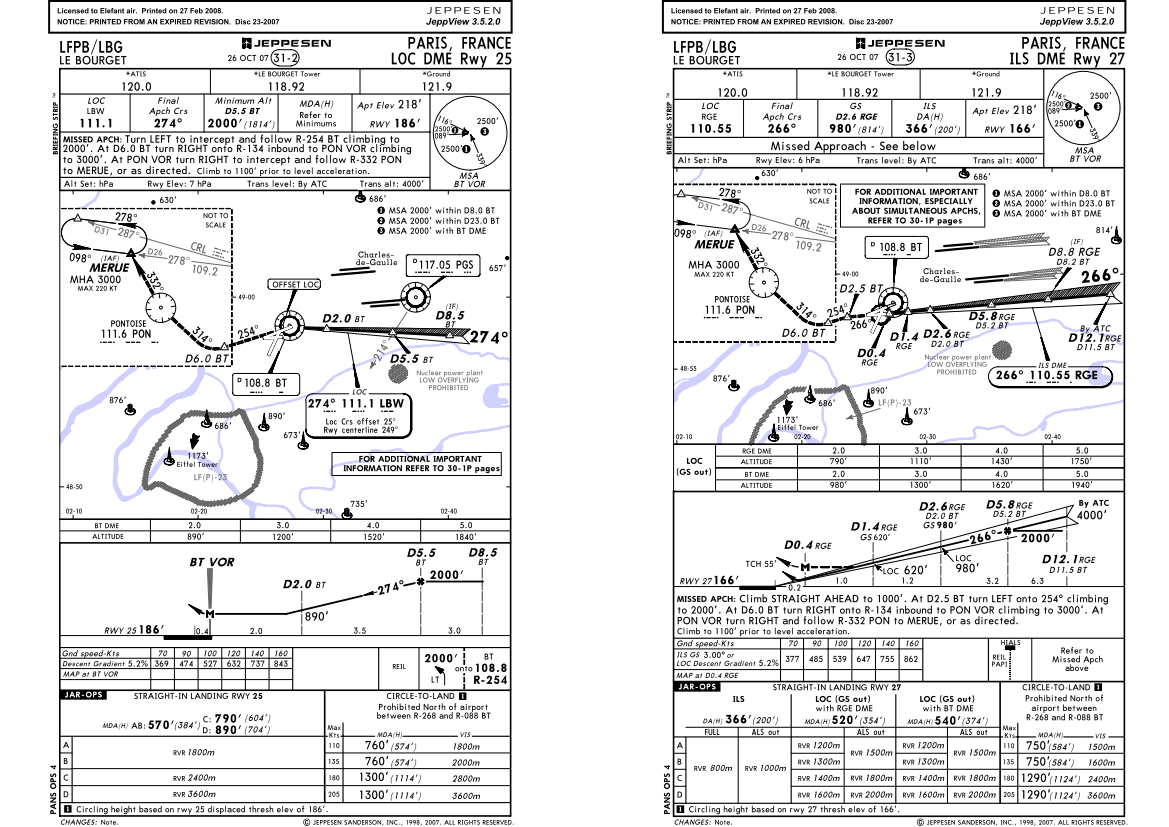 Licensed to Elefant air. Printed on 27 Feb 2008.
NOTICE: PRINTED FROM AN EXPIRED REVISION. Disc 23-2007
JEPPESEN
JeppView 3.5.2.0
LFPB/LBG
LE BOURGET
JEPPESEN
26 OCT 07 31-2
PARIS, FRANCE
LOC DME Rwy 25
BRIEFING STRIP
*ATIS
120.0
*LE BOURGET Tower
118.92
*Ground
121.9
LOC
LBW
111.1
Final
Apch Crs
274°
Minimum Alt
D5.5 BT
2000' (1814')
MDA(H)
Refer to
Minimums
Apt Elev 218'
RWY 186'
MISSED APCH: Turn LEFT to intercept and follow R-254 BT climbing to
2000'. At D6.0 BT turn RIGHT onto R-134 inbound to PON VOR climbing
to 3000'. At PON VOR turn RIGHT to intercept and follow R-332 PON
to MERUE, or as directed. Climb to 1100' prior to level acceleration.
Alt Set: hPa Rwy Elev: 7 hPa Trans level: By ATC Trans alt: 4000'
116°
2500'
089°
2500'
2500'
339°
MSA
BT VOR
630'
686'
NOT TO
SCALE
1 MSA 2000' within D8.0 BT
2 MSA 2000' within D23.0 BT
3 MSA 2000' with BT DME
278°
D31 287°
D26 278°
CRL
109.2
098°
(IAF)
MERUE
MHA 3000
MAX 220 KT
332°
PONTOISE
111.6 PON
314°
D6.0 BT
254°
49-00
OFFSET LOC
Charles-
de-Gaulle
D 117.05 PGS
657'
D2.0 BT
(IF)
D8.5
BT
274°
D5.5 BT
214°
Nuclear power plant
LOW OVERFLYING
PROHIBITED
D 108.8 BT
LOC
274° 111.1 LBW
Loc Crs offset 25°
Rwy centerline 249°
876'
686'
890'
673'
1173'
Eiffel Tower
LF(P)-23
FOR ADDITIONAL IMPORTANT
INFORMATION REFER TO 30-1P pages
48-50
735'
02-10 02-20 02-30 02-40
BT DME 2.0 3.0 4.0 5.0
ALTITUDE 890' 1200' 1520' 1840'
BT VOR
D2.0 BT
D5.5
BT
D8.5
BT
274°
2000'
M
890'
RWY 25 186'
0.4 2.0 3.5 3.0
Gnd speed-Kts 70 90 100 120 140 160
Descent Gradient 5.2% 369 474 527 632 737 843
MAP at BT VOR
REIL
2000'
LT
onto
BT
108.8
R-254
JAR-OPS
STRAIGHT-IN LANDING RWY 25
CIRCLE-TO-LAND 1
Prohibited North of airport
between R-268 and R-088 BT
MDA(H) AB: 570' (384') C: 790' (604')
D: 890' (704')
Max
Kts
MDA(H) VIS
A RVR 1800m 110 760' (574') 1800m
B 135 760' (574') 2000m
C RVR 2400m 180 1300' (1114') 2800m
D RVR 3600m 205 1300' (1114') 3600m
PANS OPS 4
1 Circling height based on rwy 25 displaced thresh elev of 186'.
CHANGES: Note.
© JEPPESEN SANDERSON, INC., 1998, 2007. ALL RIGHTS RESERVED.
Licensed to Elefant air. Printed on 27 Feb 2008.
NOTICE: PRINTED FROM AN EXPIRED REVISION. Disc 23-2007
JEPPESEN
JeppView 3.5.2.0
LFPB/LBG
LE BOURGET
JEPPESEN
26 OCT 07 31-3
PARIS, FRANCE
ILS DME Rwy 27
BRIEFING STRIP
*ATIS
120.0
*LE BOURGET Tower
118.92
*Ground
121.9
LOC
RGE
110.55
Final
Apch Crs
266°
GS
D2.6 RGE
980' (814')
ILS
DA(H)
366' (200')
Apt Elev 218'
RWY 166'
Missed Approach - See below
Alt Set: hPa Rwy Elev: 6 hPa Trans level: By ATC Trans alt: 4000'
116°
2500'
089°
2500'
2500'
339°
MSA
BT VOR
630'
686'
NOT TO
SCALE
FOR ADDITIONAL IMPORTANT
INFORMATION, ESPECIALLY
ABOUT SIMULTANEOUS APCHS,
REFER TO 30-1P pages
1 MSA 2000' within D8.0 BT
2 MSA 2000' within D23.0 BT
3 MSA 2000' with BT DME
814'
278°
D31 287°
D26 278°
CRL
109.2
098°
(IAF)
MERUE
MHA 3000
MAX 220 KT
332°
PONTOISE
111.6 PON
314°
D6.0 BT
49-00
D 108.8 BT
D2.5 BT
266°
Charles-
de-Gaulle
(IF)
D8.8 RGE
D8.2 BT
266°
D0.4
RGE
D1.4
RGE
D2.6 RGE
D2.0 BT
D5.8 RGE
D5.2 BT
By ATC
D12.1 RGE
D11.5 BT
Nuclear power plant
LOW OVERFLYING
PROHIBITED
ILS DME
266° 110.55 RGE
48-55
876'
686'
890'
LF(P)-23
673'
1173'
Eiffel Tower
02-10 02-20 02-30 02-40
LOC
(GS out)
RGE DME 2.0 3.0 4.0 5.0
ALTITUDE 790' 1110' 1430' 1750'
BT DME 2.0 3.0 4.0 5.0
ALTITUDE 980' 1300' 1620' 1940'
D0.4 RGE
D1.4 RGE
GS 620'
D2.6 RGE
D2.0 BT
GS 980'
D5.8 RGE
D5.2 BT
By ATC
4000'
266°
2000'
TCH 55'
M
LOC 620'
LOC
980'
D12.1 RGE
D11.5 BT
RWY 27 166'
0.2 1.0 1.2 3.2 6.3
MISSED APCH: Climb STRAIGHT AHEAD to 1000'. At D2.5 BT turn LEFT onto 254° climbing
to 2000'. At D6.0 BT turn RIGHT onto R-134 inbound to PON VOR climbing to 3000'. At
PON VOR turn RIGHT to intercept and follow R-332 PON to MERUE, or as directed.
Climb to 1100' prior to level acceleration.
Gnd speed-Kts 70 90 100 120 140 160
ILS GS 3.00° or
LOC Descent Gradient 5.2% 377 485 539 647 755 862
MAP at D0.4 RGE
HIALS
REIL
PAPI
Refer to
Missed Apch
above
JAR-OPS
STRAIGHT-IN LANDING RWY 27
CIRCLE-TO-LAND 1
Prohibited North of
airport between
R-268 and R-088 BT
ILS
DA(H) 366' (200')
LOC (GS out)
with RGE DME
MDA(H) 520' (354')
LOC (GS out)
with BT DME
MDA(H) 540' (374')
FULL ALS out ALS out ALS out
Max
Kts
MDA(H) VIS
A RVR 800m RVR 1000m RVR 1200m RVR 1500m RVR 1200m RVR 1500m 110 750' (584') 1500m
B RVR 1300m RVR 1300m 135 750' (584') 1600m
C RVR 1400m RVR 1800m RVR 1400m RVR 1800m 180 1290' (1124') 2400m
D RVR 1600m RVR 2000m RVR 1600m RVR 2000m 205 1290' (1124') 3600m
PANS OPS 4
1 Circling height based on rwy 27 thresh elev of 166'.
CHANGES: Note.
© JEPPESEN SANDERSON, INC., 1998, 2007. ALL RIGHTS RESERVED.